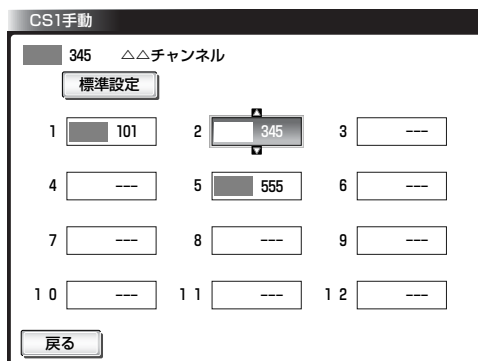 CS1手動
345 △△チャンネル
標準設定
1 101 2 345 3 ---
4 --- 5 555 6 ---
7 --- 8 --- 9 ---
10 --- 11 --- 12 ---
戻る